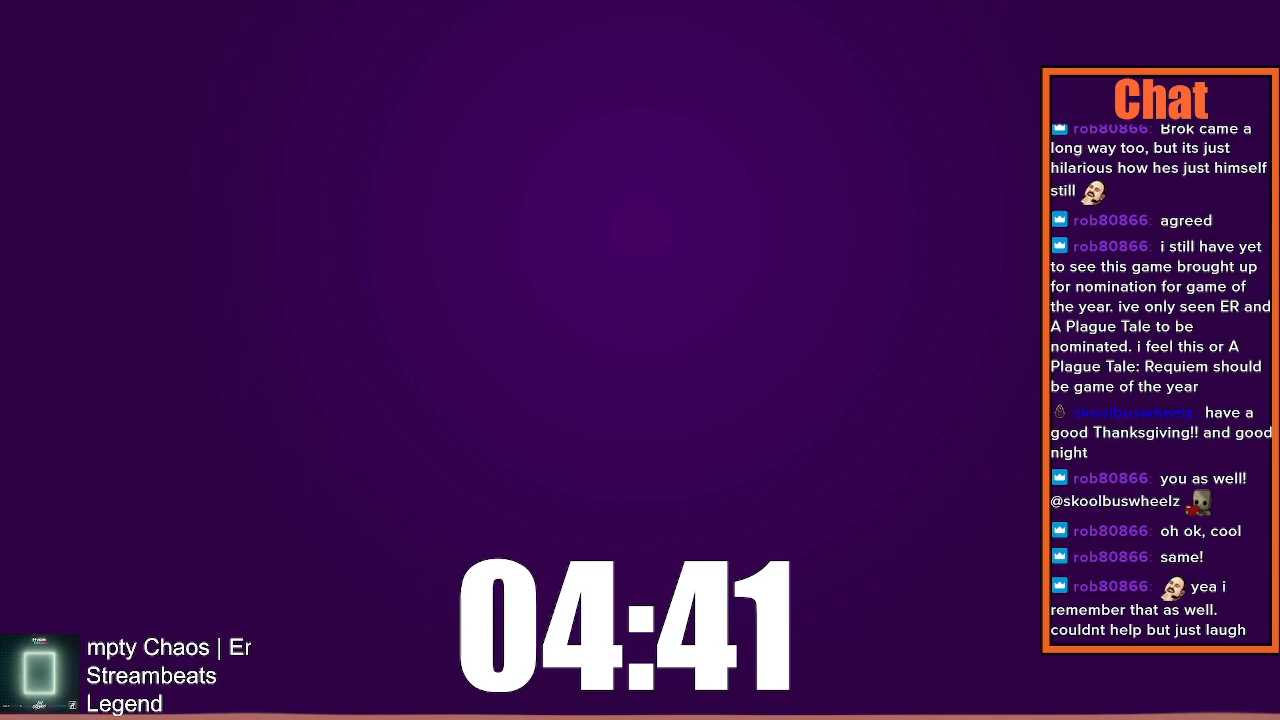 Chat
rob80866: Brok came a
long way too, but its just
hilarious how hes just himself
still
rob80866: agreed
rob80866: i still have yet
to see this game brought up
for nomination for game of
the year. ive only seen ER and
A Plague Tale to be
nominated. i feel this or A
Plague Tale: Requiem should
be game of the year
skoolbuswheelz: have a
good Thanksgiving!! and good
night
rob80866: you as well!
@skoolbuswheelz
rob80866: oh ok, cool
rob80866: same!
rob80866: yea i
remember that as well.
couldnt help but just laugh
04:41
mpty Chaos | Er
Streambeats
Legend